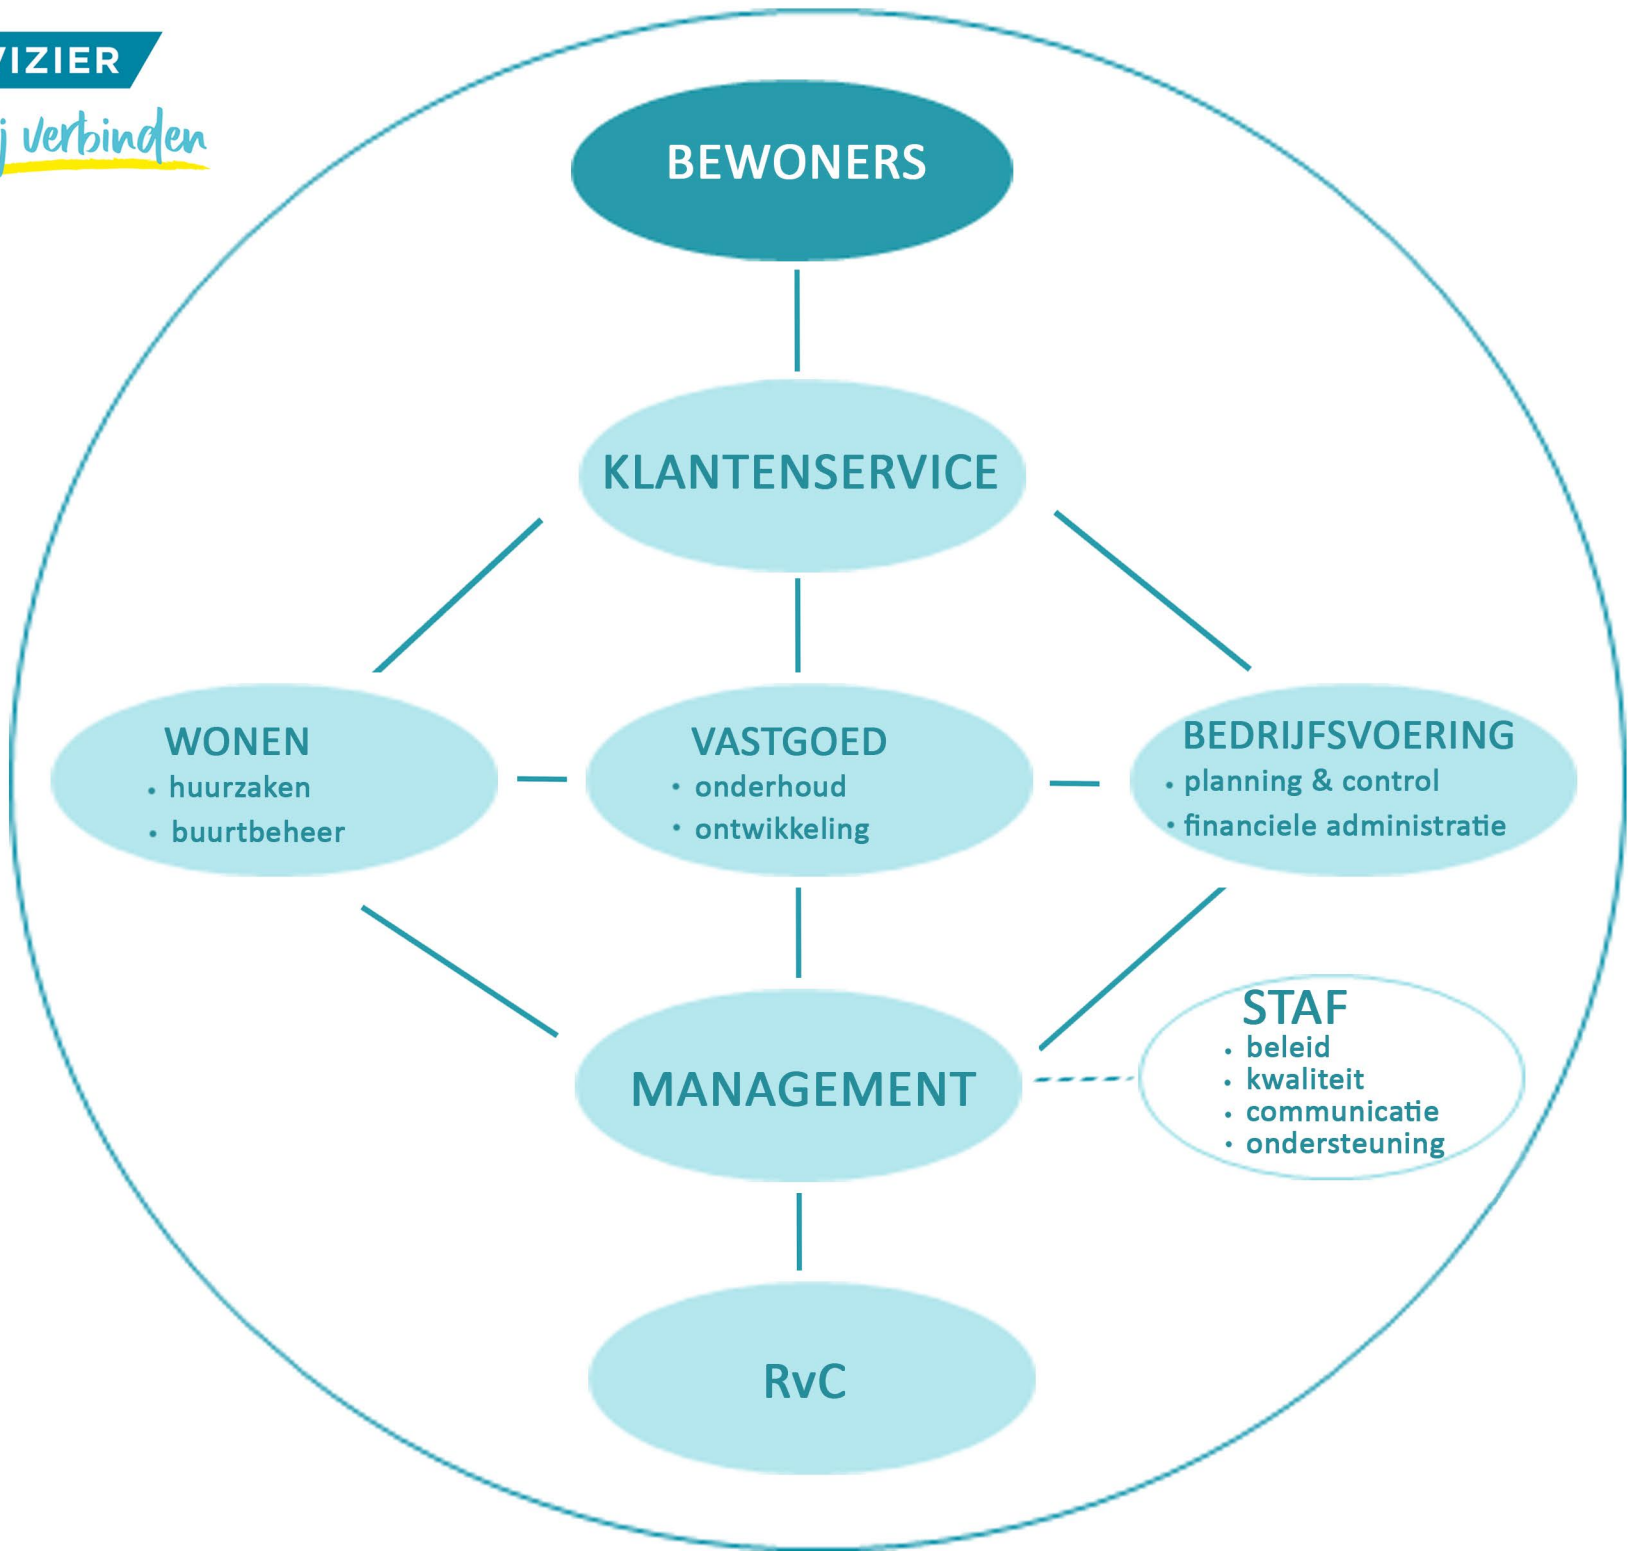 VIZIER
verbinden
BEWONERS
KLANTENSERVICE
WONEN
• huurzaken
• buurtbeheer
VASTGOED
• onderhoud
• ontwikkeling
BEDRIJFSVOERING
• planning & control
• financiele administratie
MANAGEMENT
STAF
• beleid
• kwaliteit
• communicatie
• ondersteuning
RvC